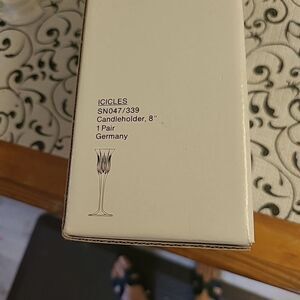 ICICLES
SN047/339
Candleholder, 8"
1 Pair
Germany